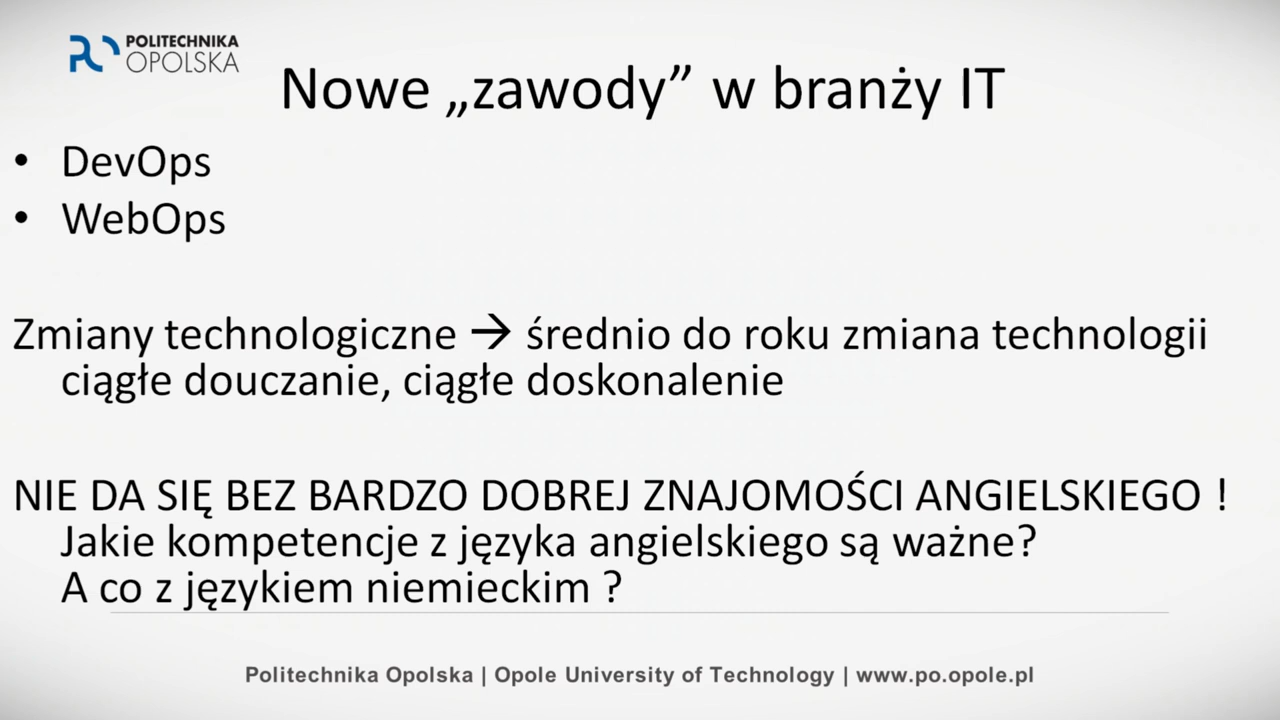 POLITECHNIKA
OPOLSKA
Nowe „zawody” w branży IT
• DevOps
• WebOps
Zmiany technologiczne → średnio do roku zmiana technologii
ciągłe douczanie, ciągłe doskonalenie
NIE DA SIĘ BEZ BARDZO DOBREJ ZNAJOMOŚCI ANGIELSKIEGO !
Jakie kompetencje z języka angielskiego są ważne?
A co z językiem niemieckim ?
Politechnika Opolska | Opole University of Technology | www.po.opole.pl